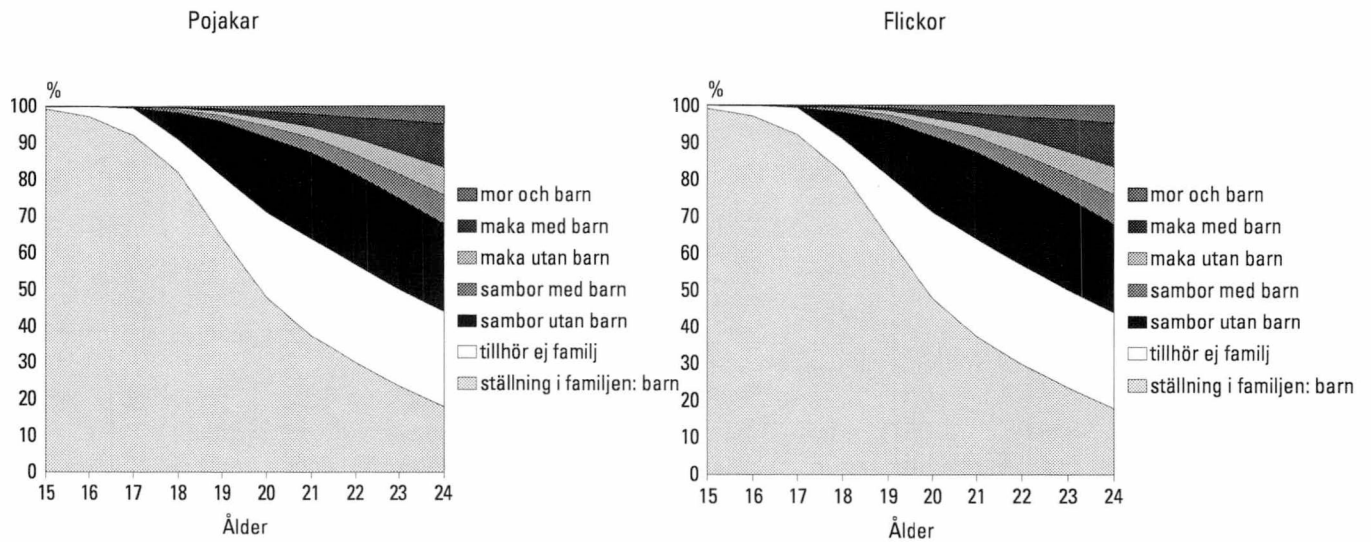 Pojakar
%
100
90
80
70
60
50
40
30
20
10
0
15 16 17 18 19 20 21 22 23 24
Ålder
mor och barn
maka med barn
maka utan barn
sambor med barn
sambor utan barn
tillhör ej familj
ställning i familjen: barn
Flickor
%
100
90
80
70
60
50
40
30
20
10
0
15 16 17 18 19 20 21 22 23 24
Ålder
mor och barn
maka med barn
maka utan barn
sambor med barn
sambor utan barn
tillhör ej familj
ställning i familjen: barn